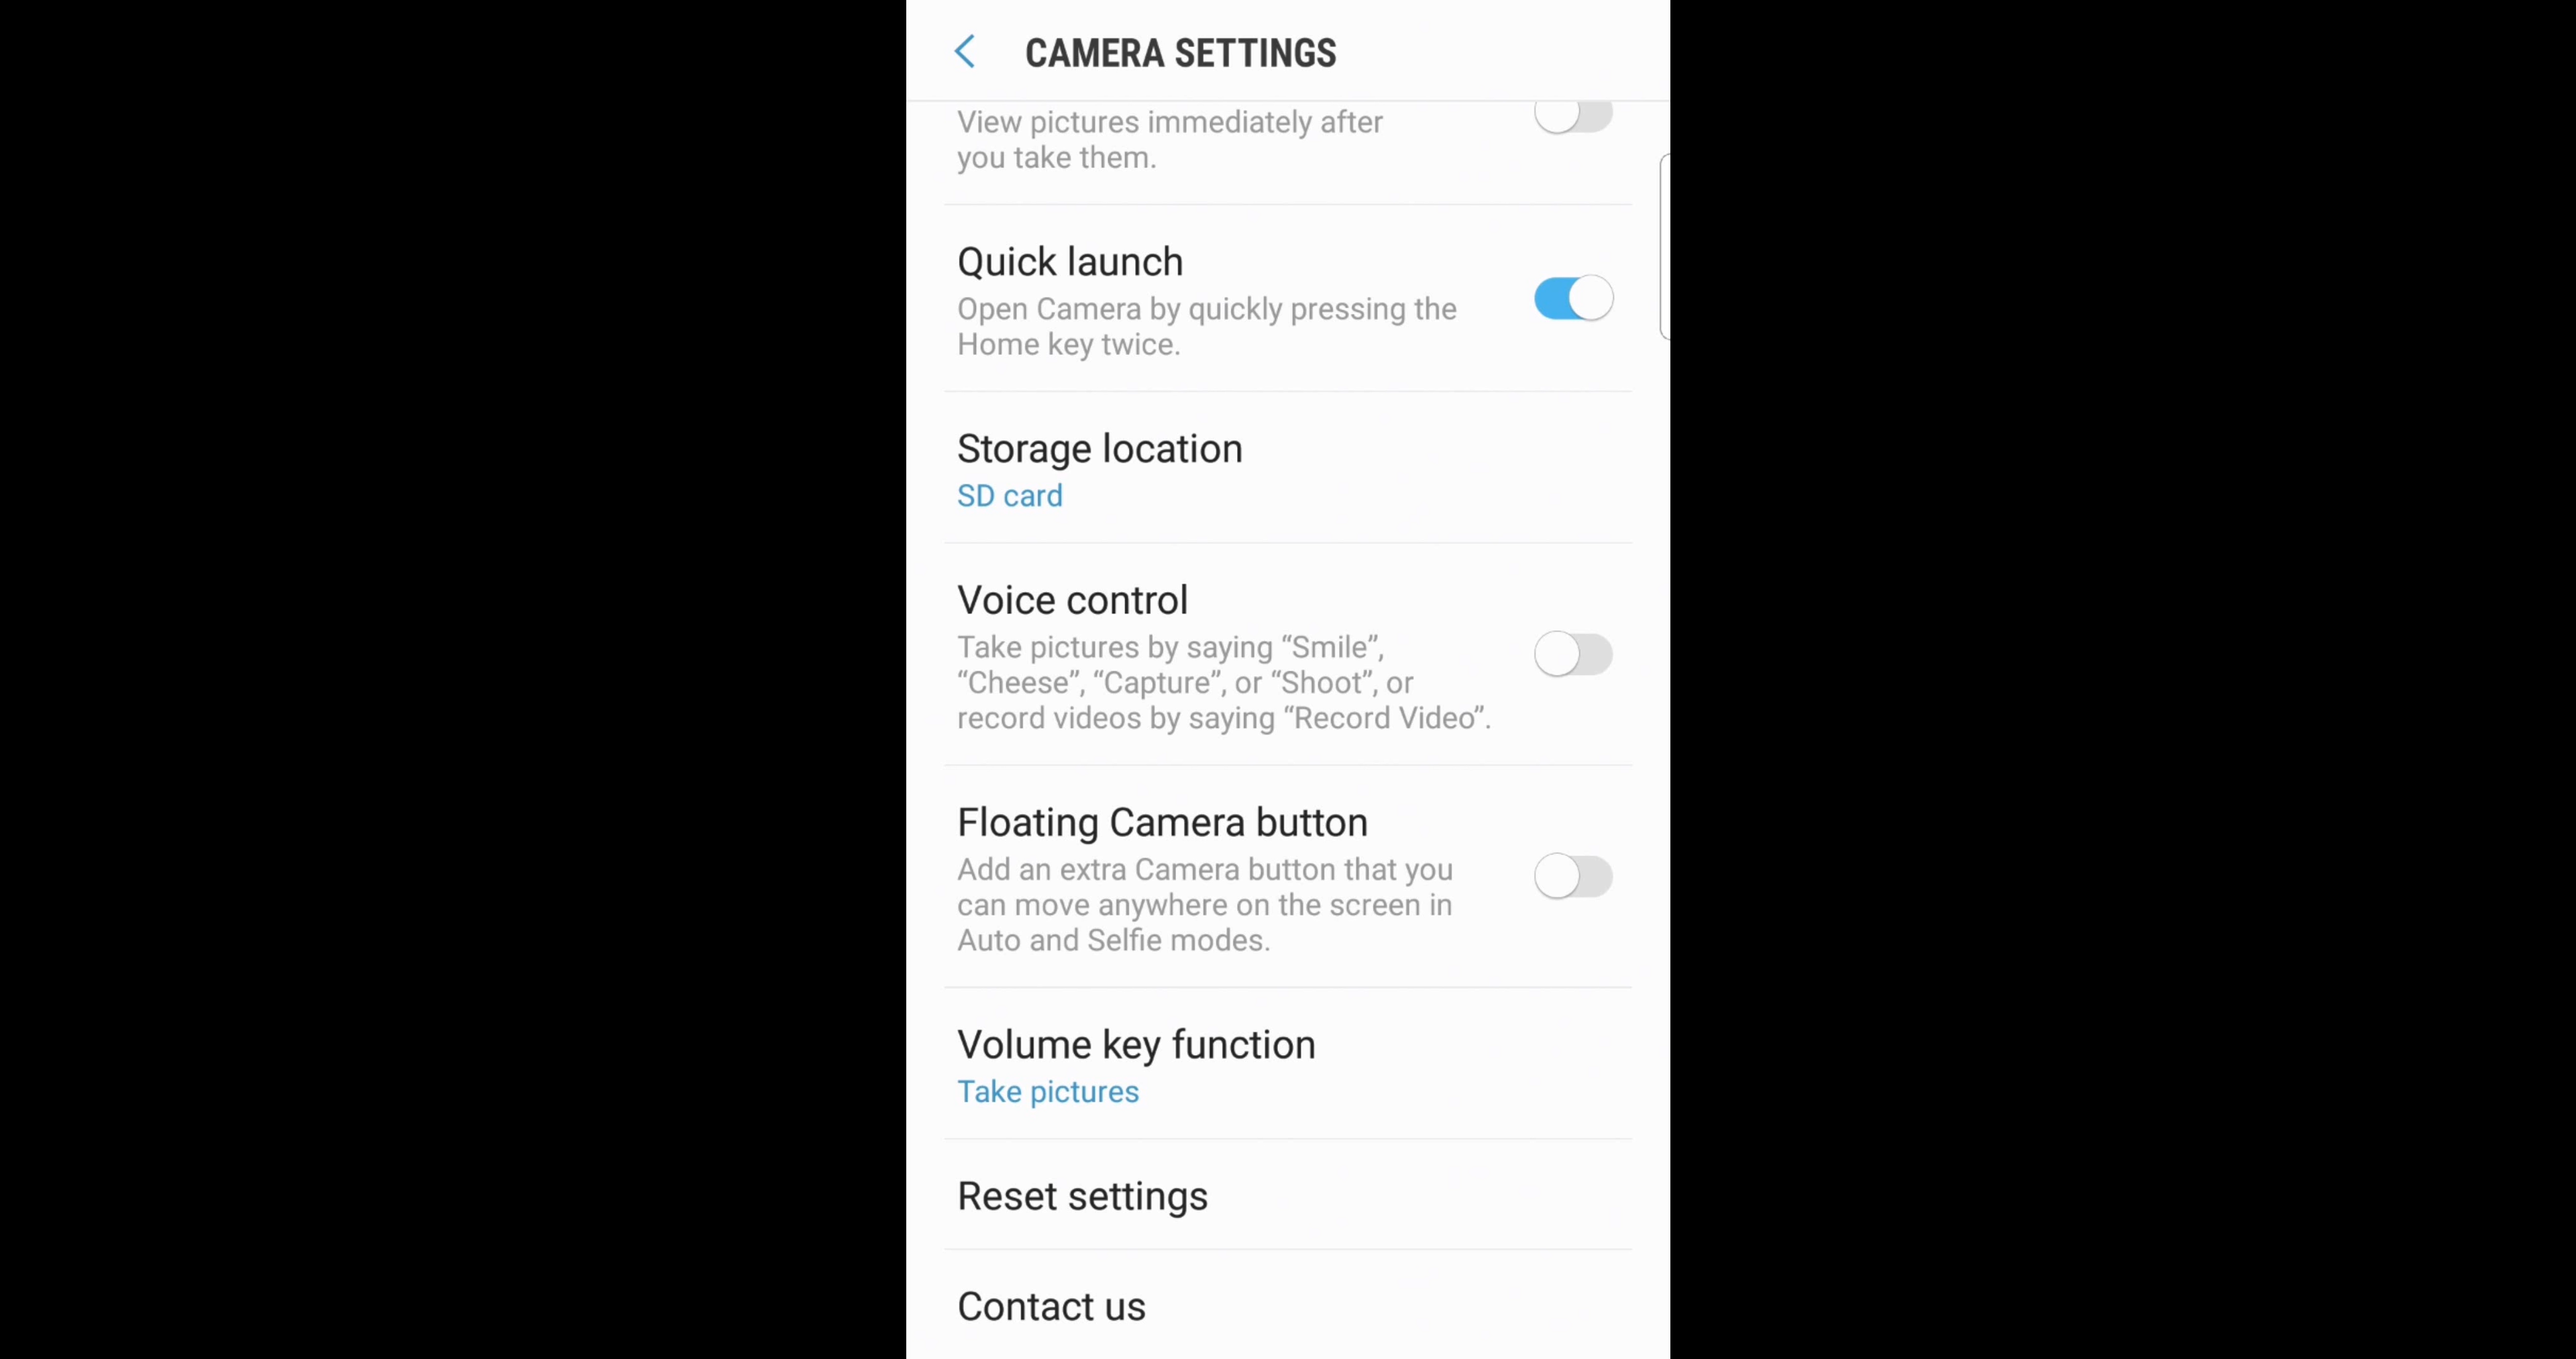 CAMERA SETTINGS
View pictures immediately after
you take them.
Quick launch
Open Camera by quickly pressing the
Home key twice.
Storage location
SD card
Voice control
Take pictures by saying “Smile”,
“Cheese”, “Capture”, or “Shoot”, or
record videos by saying “Record Video”.
Floating Camera button
Add an extra Camera button that you
can move anywhere on the screen in
Auto and Selfie modes.
Volume key function
Take pictures
Reset settings
Contact us